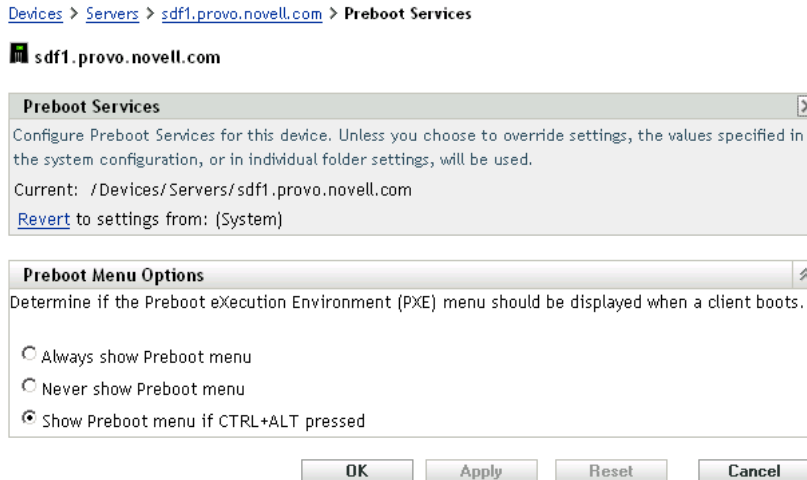 Devices > Servers > sdf1.provo.novell.com > Preboot Services
sdf1.provo.novell.com
Preboot Services
Configure Preboot Services for this device. Unless you choose to override settings, the values specified in
the system configuration, or in individual folder settings, will be used.
Current: /Devices/Servers/sdf1.provo.novell.com
Revert to settings from: (System)
Preboot Menu Options
Determine if the Preboot eXecution Environment (PXE) menu should be displayed when a client boots.
Always show Preboot menu
Never show Preboot menu
Show Preboot menu if CTRL+ALT pressed
OK Apply Reset Cancel